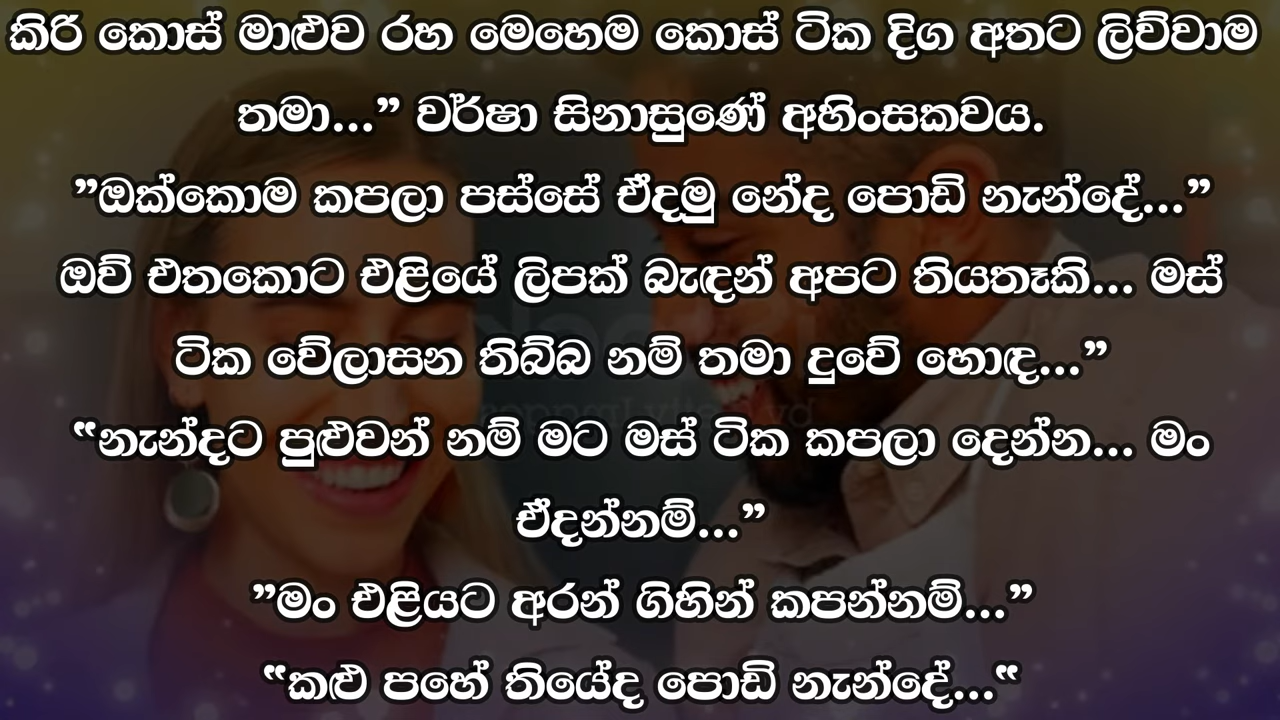 කිරි කොස් මාළුව රහ මෙහෙම කොස් ටික දිග අතට ලිව්වාම
තමා...” වර්ෂා සිනාසුණේ අහිංසකවය.
”ඔක්කොම කපලා පස්සේ ඒදමු නේද පොඩි නැන්දේ...”
ඔව් එතකොට එළියේ ලිපක් බැඳන් අපට තියතෑකි... මස්
ටික වේලාසන තිබ්බ නම් තමා දුවේ හොඳ...”
“නැන්දට පුළුවන් නම් මට මස් ටික කපලා දෙන්න... මං
ඒදන්නම්...”
”මං එළියට අරන් ගිහින් කපන්නම්...”
“කළු පහේ තියේද පොඩි නැන්දේ...“